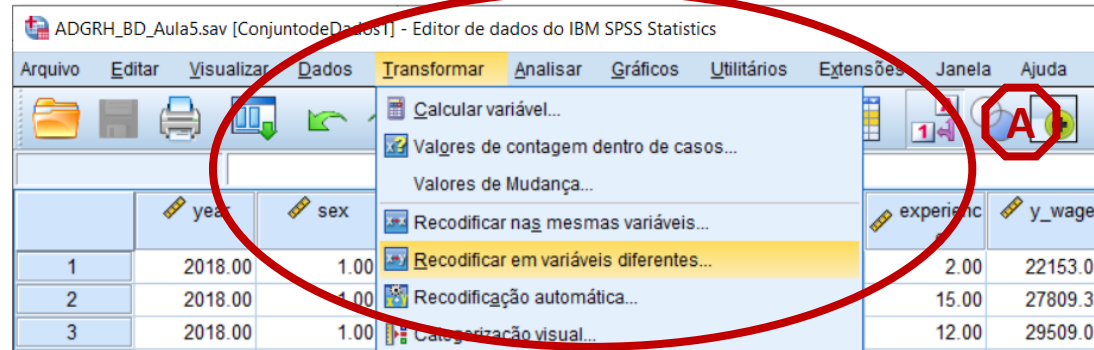 ADGRH_BD_Aula5.sav [ConjuntodeDados1] - Editor de dados do IBM SPSS Statistics
Arquivo Editar Visualizar Dados Transformar Analisar Gráficos Utilitários Extensões Janela Ajuda
Calcular variável...
A
Valores de contagem dentro de casos...
Valores de Mudança...
year sex experienc y_wage
Recodificar nas mesmas variáveis...
1 2018.00 1.00 Recodificar em variáveis diferentes... 2.00 22153.0
2 2018.00 1.00 Recodificação automática... 15.00 27809.3
3 2018.00 1.00 Categorização visual... 12.00 29509.0